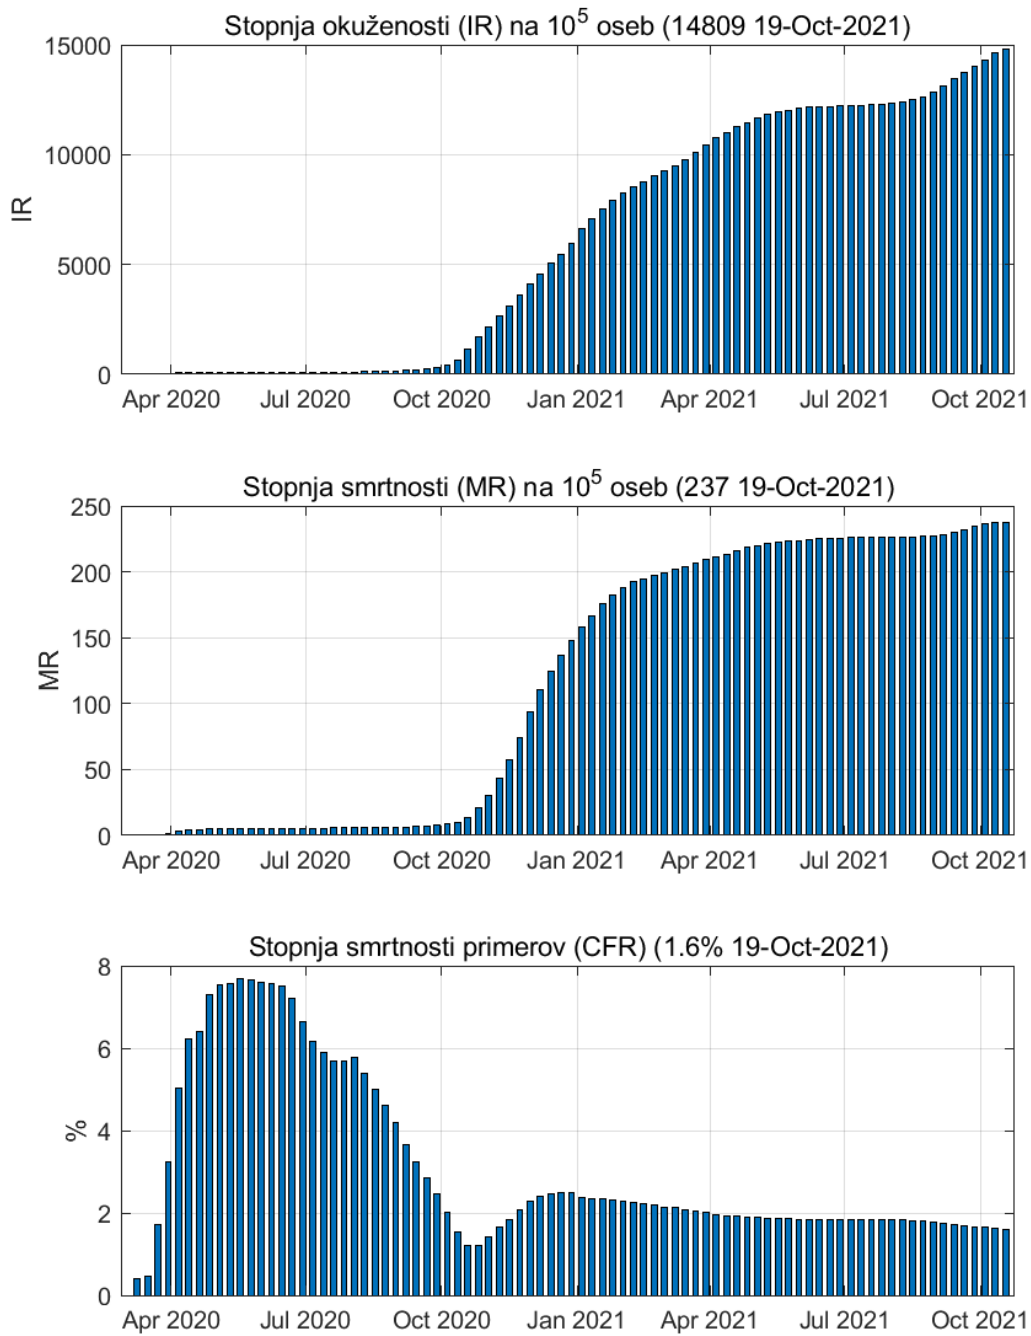 Stopnja okuženosti (IR) na 10^5 oseb (14809 19-Oct-2021)
15000
10000
5000
0
IR
Apr 2020 Jul 2020 Oct 2020 Jan 2021 Apr 2021 Jul 2021 Oct 2021
Stopnja smrtnosti (MR) na 10^5 oseb (237 19-Oct-2021)
250
200
150
100
50
0
MR
Apr 2020 Jul 2020 Oct 2020 Jan 2021 Apr 2021 Jul 2021 Oct 2021
Stopnja smrtnosti primerov (CFR) (1.6% 19-Oct-2021)
8
6
4
2
0
%
Apr 2020 Jul 2020 Oct 2020 Jan 2021 Apr 2021 Jul 2021 Oct 2021